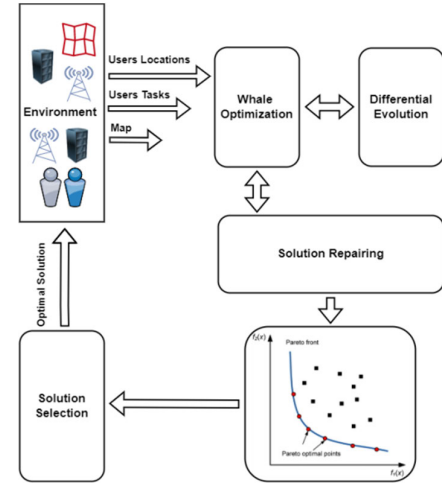 Users Locations
Users Tasks
Map
Environment
Whale
Optimization
Differential
Evolution
Solution Repairing
Optimal Solution
Solution
Selection
f₂(x)
Pareto front
Pareto optimal points
f₁(x)